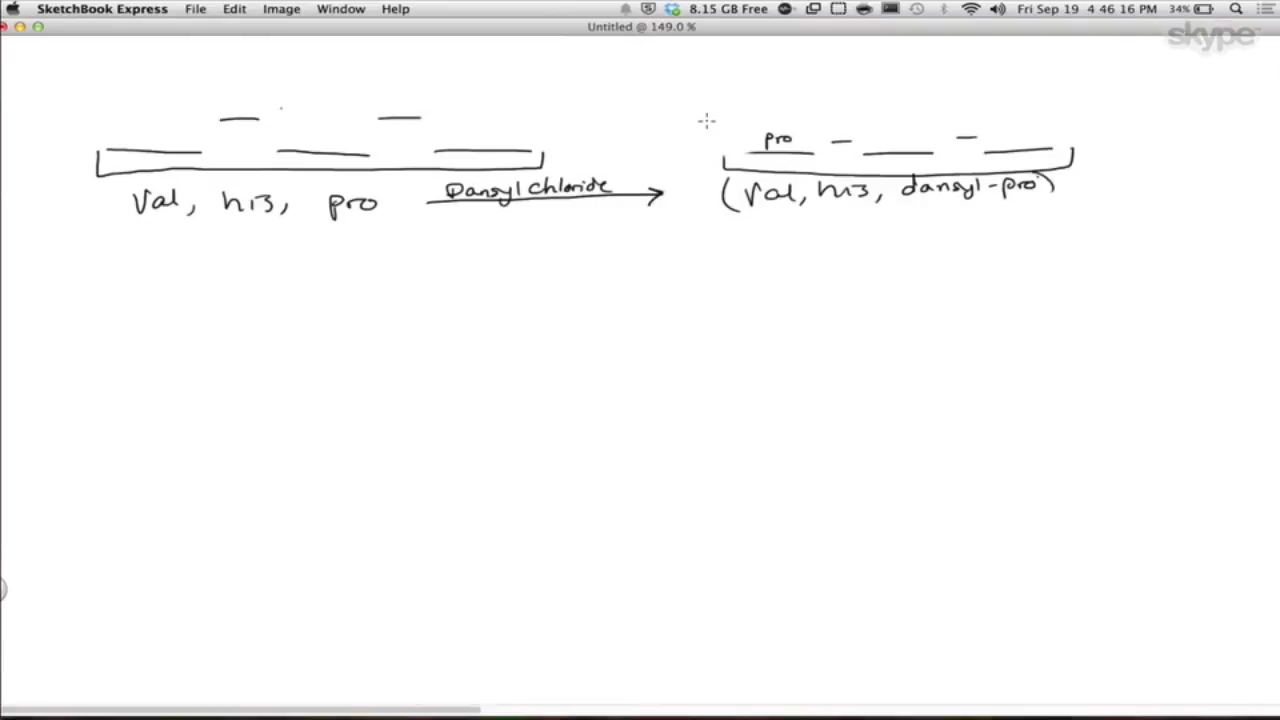 SketchBook Express File Edit Image Window Help 8.15 GB Free Fri Sep 19 4 46 16 PM 34%
Untitled @ 149.0 %
skype
pro
Val, his, pro Dansyl Chloride (Val, his, dansyl-pro)